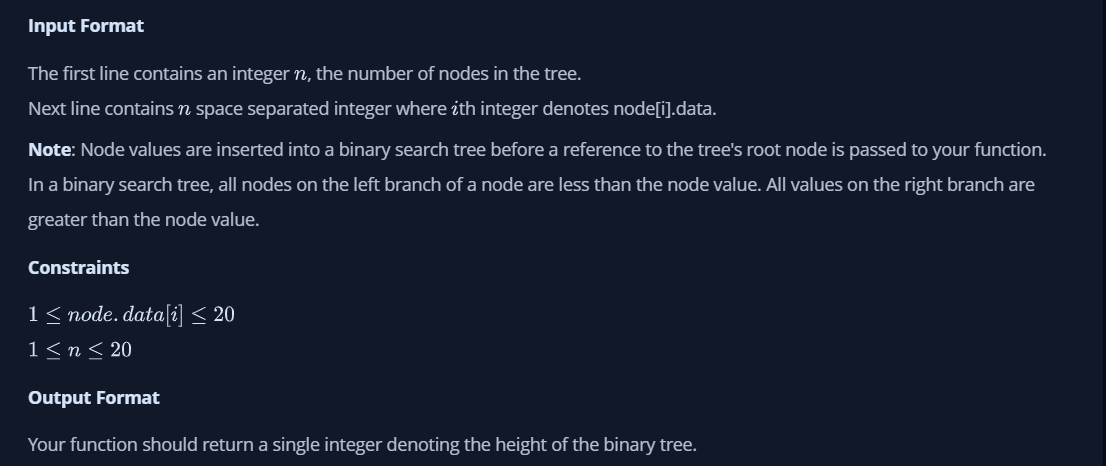 Input Format
The first line contains an integer n, the number of nodes in the tree.
Next line contains n space separated integer where ith integer denotes node[i].data.
Note: Node values are inserted into a binary search tree before a reference to the tree's root node is passed to your function.
In a binary search tree, all nodes on the left branch of a node are less than the node value. All values on the right branch are
greater than the node value.
Constraints
1 ≤ node.data[i] ≤ 20
1 ≤ n ≤ 20
Output Format
Your function should return a single integer denoting the height of the binary tree.